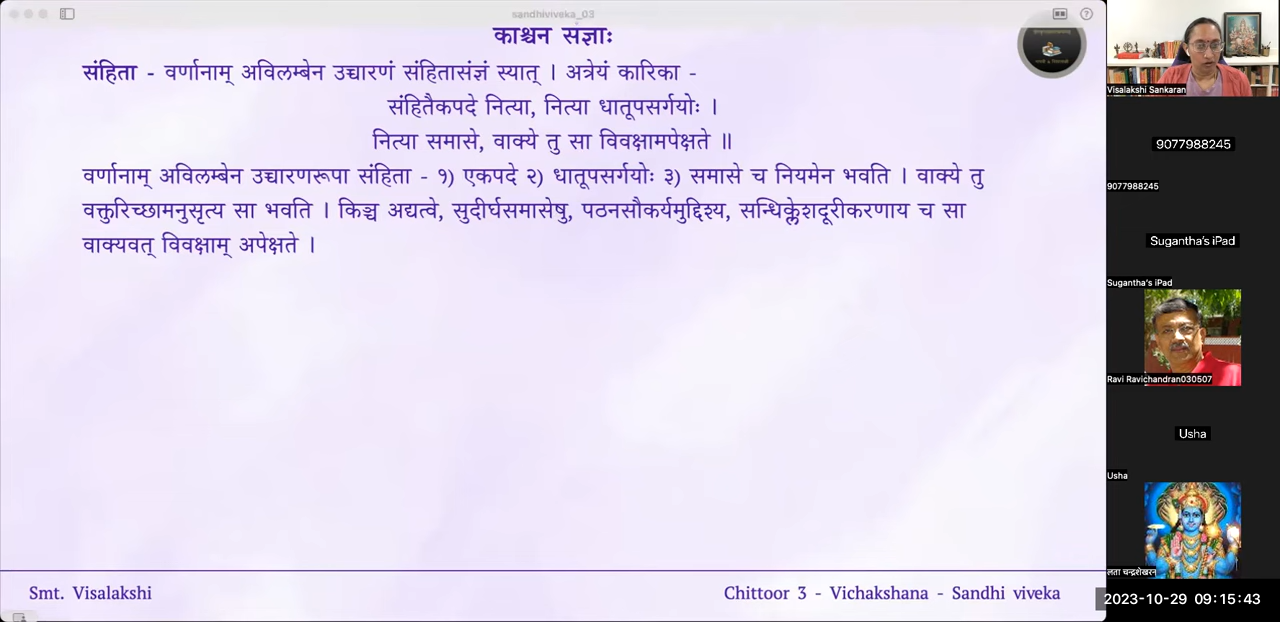 sandhiviveka_03
काश्चन संज्ञाः
संहिता - वर्णानाम् अविलम्बेन उच्चारणं संहितासंज्ञं स्यात् । अत्रेयं कारिका -
संहितैकपदे नित्या, नित्या धातूपसर्गयोः ।
नित्या समासे, वाक्ये तु सा विवक्षामपेक्षते ॥
वर्णानाम् अविलम्बेन उच्चारणरूपा संहिता - १) एकपदे २) धातूपसर्गयोः ३) समासे च नियमेन भवति । वाक्ये तु
वक्तुरिच्छामनुसृत्य सा भवति । किञ्च अद्यत्वे, सुदीर्घसमासेषु, पठनसौकर्यमुद्दिश्य, सन्धिक्लेशदूरीकरणाय च सा
वाक्यवत् विवक्षाम् अपेक्षते ।
Smt. Visalakshi
Chittoor 3 - Vichakshana - Sandhi viveka
Visalakshi Sankaran
9077988245
9077988245
Sugantha's iPad
Sugantha's iPad
Ravi Ravichandran030507
Usha
Usha
लता चन्द्रशेखरन
2023-10-29 09:15:43